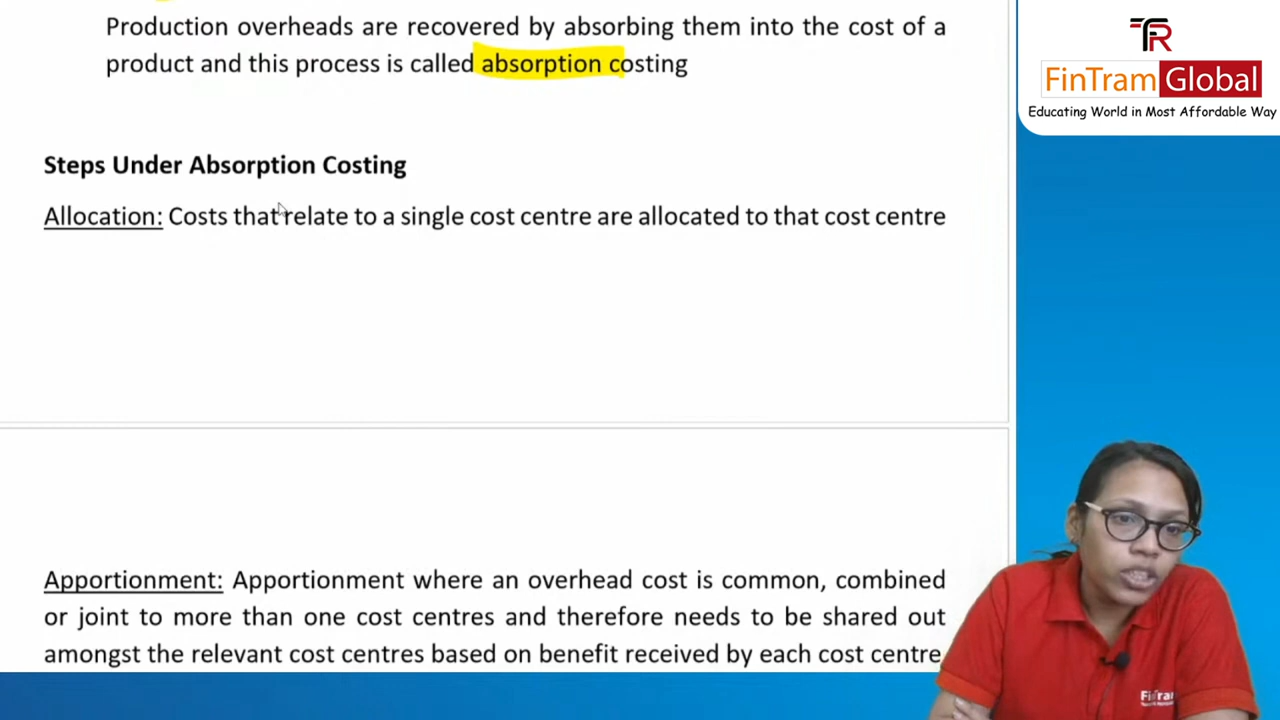 Production overheads are recovered by absorbing them into the cost of a
product and this process is called absorption costing
Steps Under Absorption Costing
Allocation: Costs that relate to a single cost centre are allocated to that cost centre
Apportionment: Apportionment where an overhead cost is common, combined
or joint to more than one cost centres and therefore needs to be shared out
amongst the relevant cost centres based on benefit received by each cost centre
FinTram Global
Educating World in Most Affordable Way